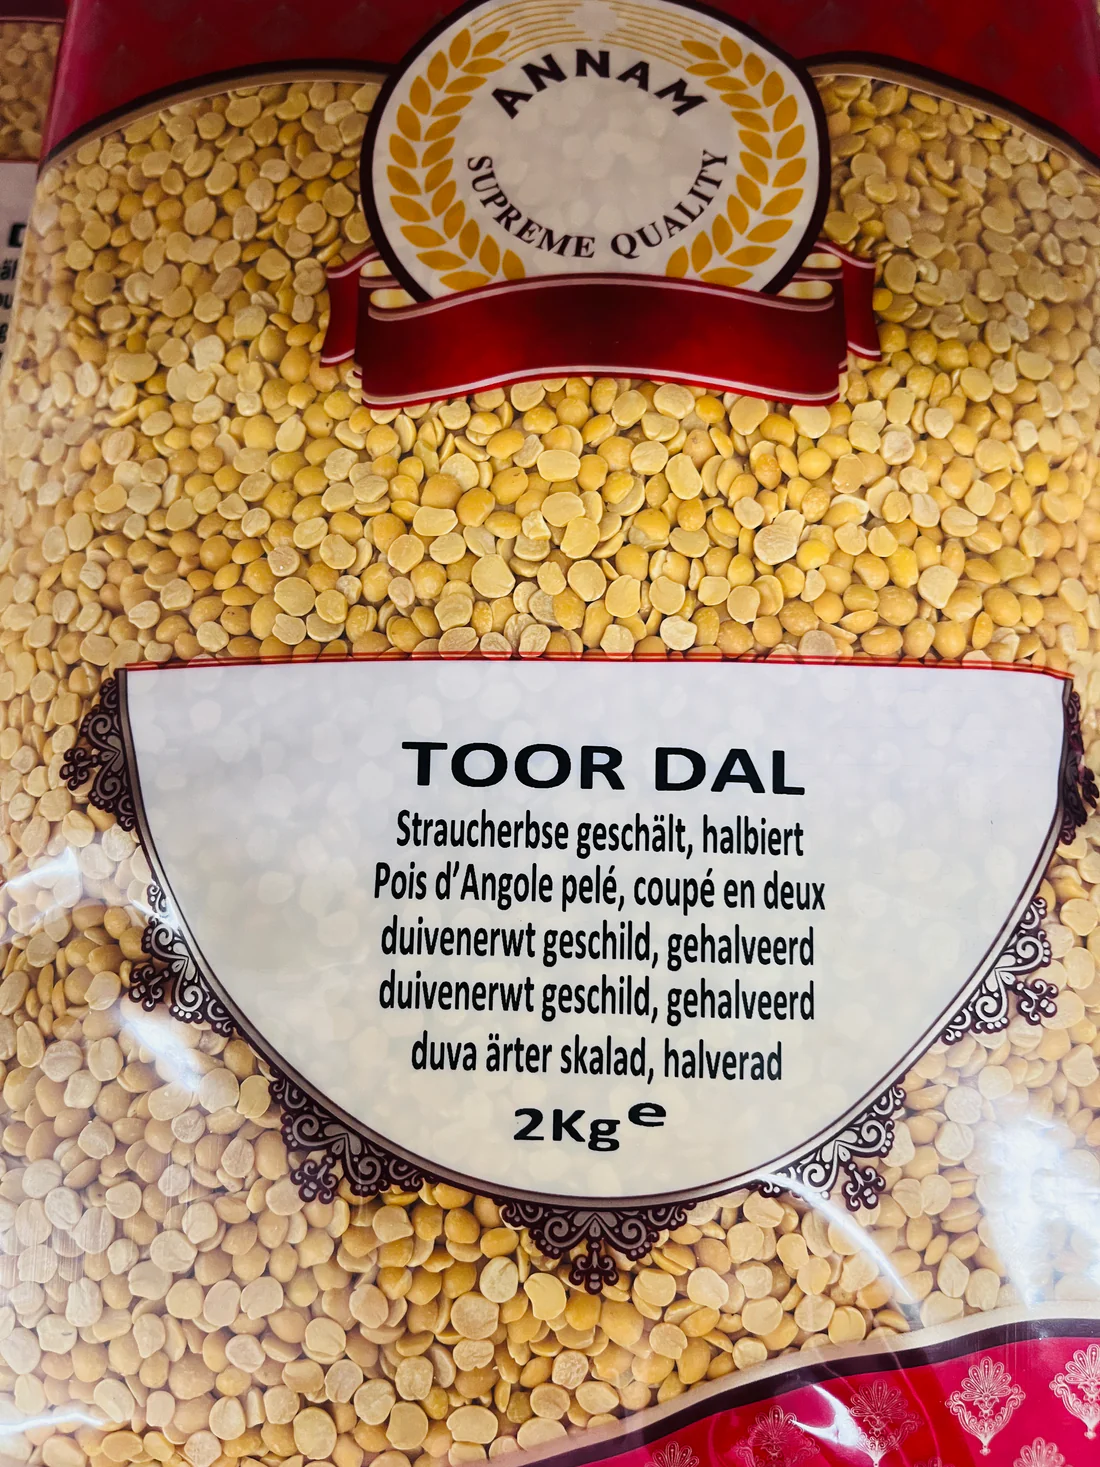 ANNAM
SUPREME QUALITY
TOOR DAL
Straucherbse geschält, halbiert
Pois d'Angole pelé, coupé en deux
duivenerwt geschild, gehalveerd
duivenerwt geschild, gehalveerd
duva ärter skalad, halverad
2Kg e